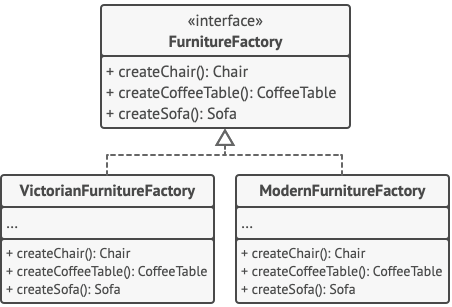 «interface»
FurnitureFactory
+ createChair(): Chair
+ createCoffeeTable(): CoffeeTable
+ createSofa(): Sofa
VictorianFurnitureFactory
...
+ createChair(): Chair
+ createCoffeeTable(): CoffeeTable
+ createSofa(): Sofa
ModernFurnitureFactory
...
+ createChair(): Chair
+ createCoffeeTable(): CoffeeTable
+ createSofa(): Sofa